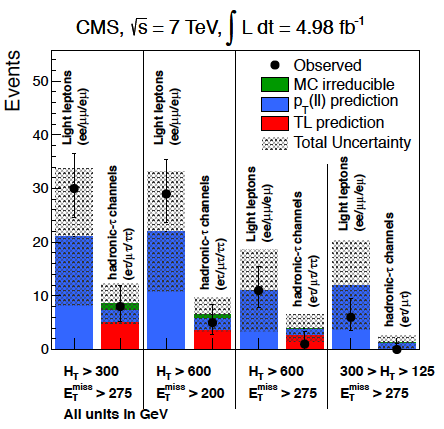 CMS, √s = 7 TeV, ∫ L dt = 4.98 fb⁻¹
Events
50
40
30
20
10
0
Observed
MC irreducible
p_T(ll) prediction
TL prediction
Total Uncertainty
Light leptons
(ee/μμ/eμ)
hadronic-τ channels
(eτ/μτ/ττ)
Light leptons
(ee/μμ/eμ)
hadronic-τ channels
(eτ/μτ/ττ)
Light leptons
(ee/μμ/eμ)
hadronic-τ channels
(eτ/μτ/ττ)
Light leptons
(ee/μμ/eμ)
hadronic-τ
(eτ/μτ)
H_T > 300
E_T^miss > 275
H_T > 600
E_T^miss > 200
H_T > 600
E_T^miss > 275
300 > H_T > 125
E_T^miss > 275
All units in GeV